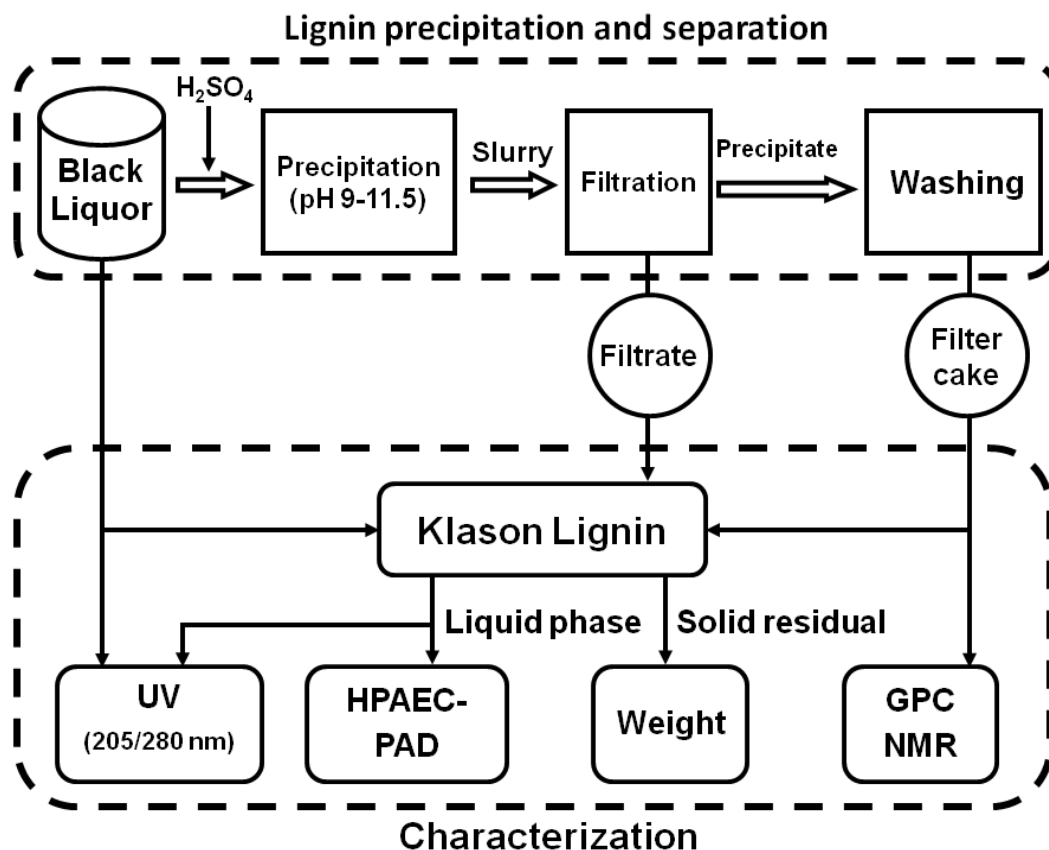 Lignin precipitation and separation
H₂SO₄
Black
Liquor
Precipitation
(pH 9-11.5)
Slurry
Filtration
Precipitate
Washing
Filtrate
Filter
cake
Klason Lignin
Liquid phase
Solid residual
UV
(205/280 nm)
HPAEC-
PAD
Weight
GPC
NMR
Characterization